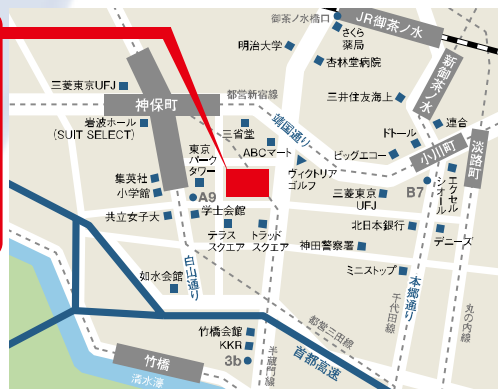 御茶ノ水橋口
JR御茶ノ水
さくら
薬局
明治大学
杏林堂病院
新御茶ノ水
三菱東京UFJ
都営新宿線
三井住友海上
神保町
岩波ホール
(SUIT SELECT)
三省堂
靖国通り
ドトール
連合
ABCマート
ビッグエコー
小川町
淡路町
東京
パーク
タワー
ヴィクトリア
ゴルフ
集英社
小学館
A9
三菱東京
UFJ
B7
エクセル
シオール
共立女子大
学士会館
テラス
スクエア
トラッド
スクエア
北日本銀行
デニーズ
神田警察署
白山通り
如水会館
ミニストップ
本郷通り
千代田線
丸の内線
都営三田線
竹橋会館
KKR
3b
半蔵門線
首都高速
竹橋
清水濠